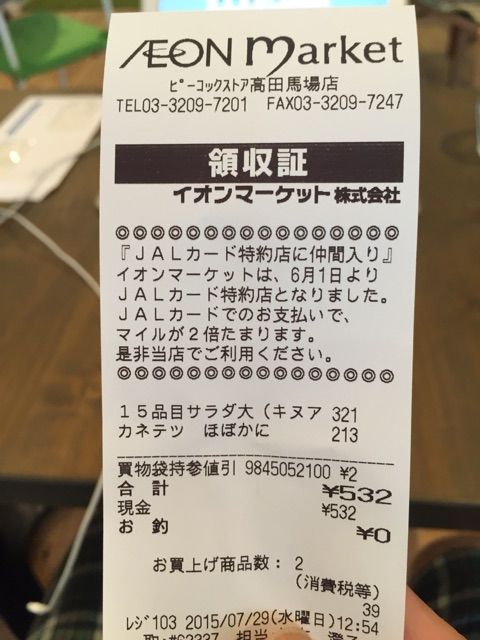 ÆON market
ピーコックストア高田馬場店
TEL03-3209-7201 FAX03-3209-7247
領収証
イオンマーケット株式会社
◎◎◎◎◎◎◎◎◎◎◎◎◎◎◎◎
『JALカード特約店に仲間入り』
イオンマーケットは、6月1日より
JALカード特約店となりました。
JALカードでのお支払いで、
マイルが2倍たまります。
是非当店でご利用ください。
◎◎◎◎◎◎◎◎◎◎◎◎◎◎◎◎
15品目サラダ大(キヌア 321
カネテツ ほぼかに 213
買物袋持参値引 9845052100 ¥2
合 計 ¥532
現金 ¥532
お 釣 ¥0
お買上げ商品数: 2
(消費税等)
39
レジ103 2015/07/29(水曜日)12:54
担当